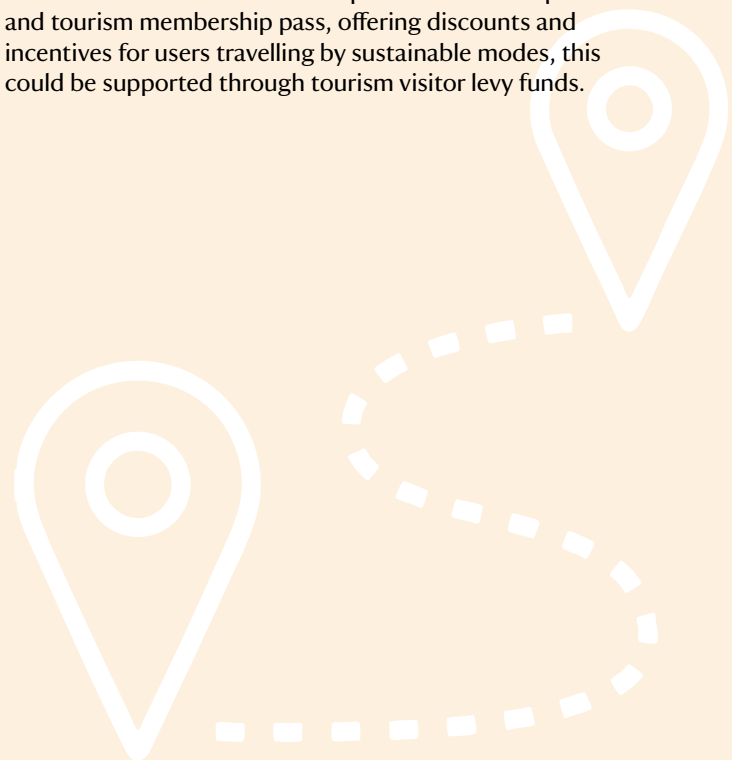 and tourism membership pass, offering discounts and
incentives for users travelling by sustainable modes, this
could be supported through tourism visitor levy funds.